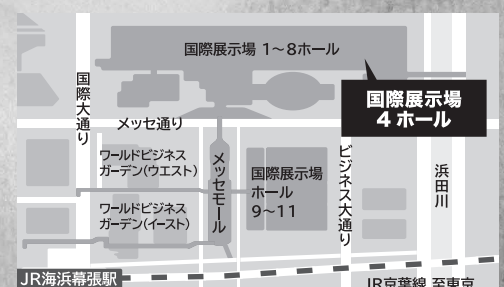 国際展示場 1〜8ホール
国際展示場
4 ホール
国際大通り
メッセ通り
ワールドビジネス
ガーデン(ウエスト)
メッセモール
国際展示場
ホール
9〜11
ビジネス大通り
浜田川
ワールドビジネス
ガーデン(イースト)
JR海浜幕張駅
JR京葉線 至東京